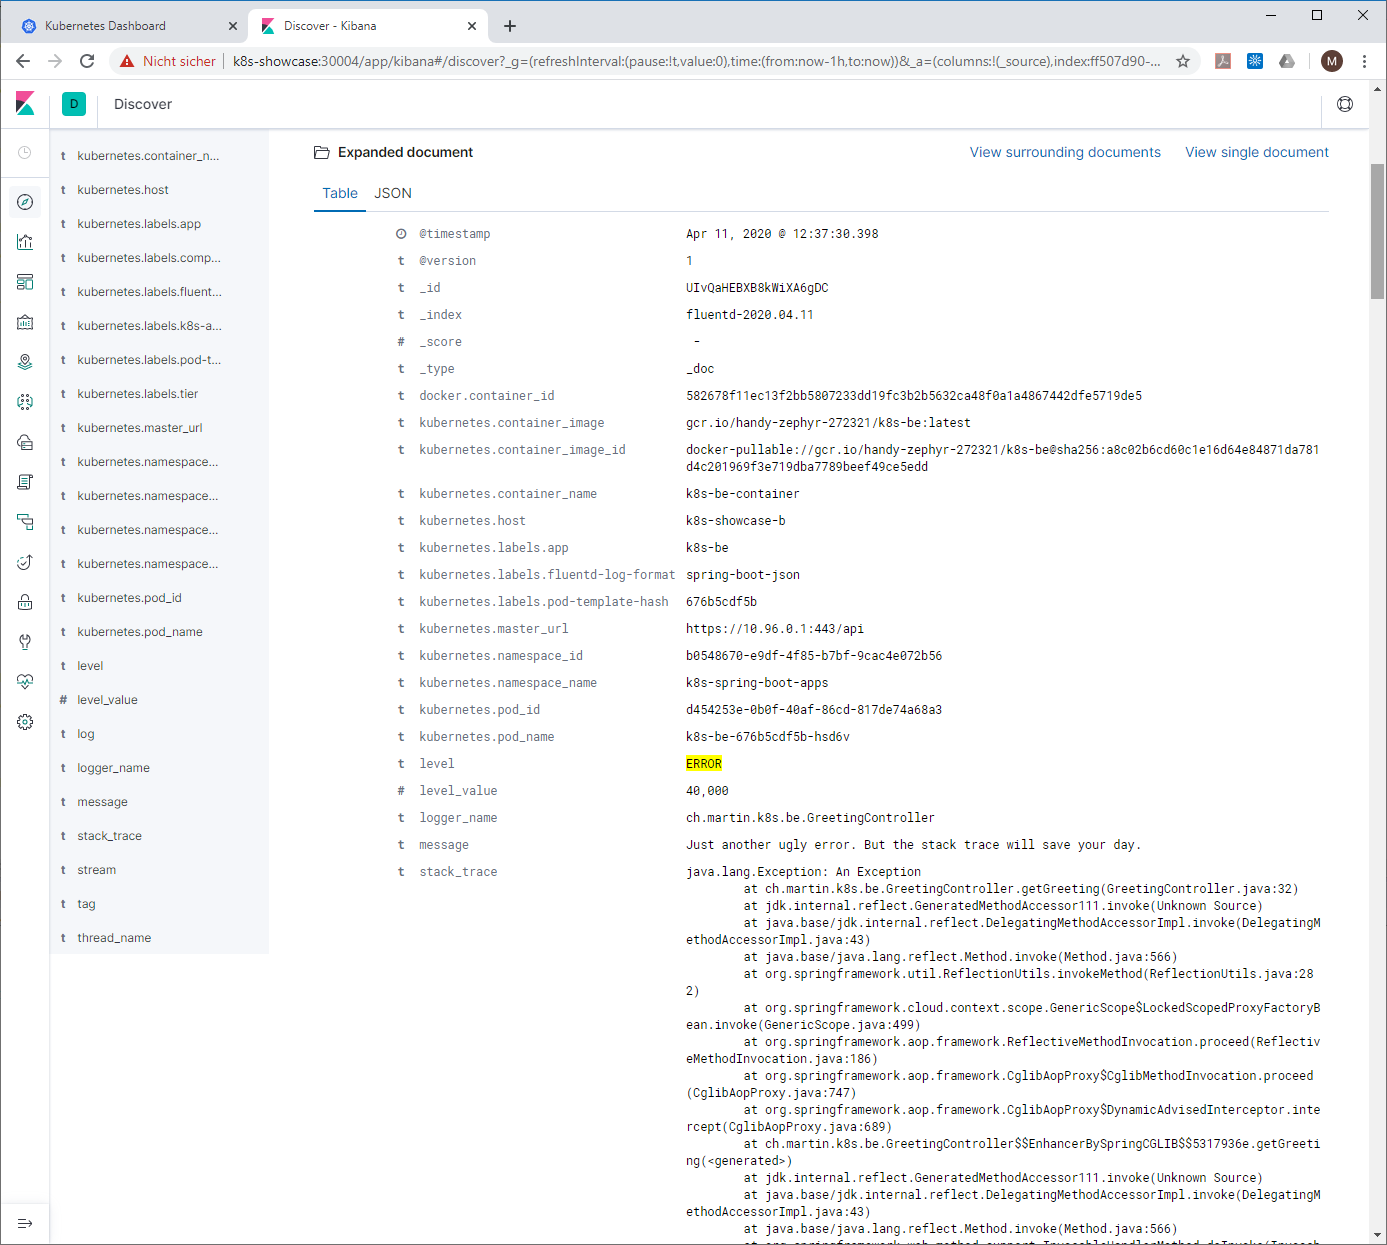 Kubernetes Dashboard
Discover - Kibana
Nicht sicher
k8s-showcase:30004/app/kibana#/discover?_g=(refreshInterval:(pause:!t,value:0),time:(from:now-1h,to:now))&_a=(columns:!(_source),index:ff507d90-...
M
D
Discover
kubernetes.container_n...
kubernetes.host
kubernetes.labels.app
kubernetes.labels.comp...
kubernetes.labels.fluent...
kubernetes.labels.k8s-a...
kubernetes.labels.pod-t...
kubernetes.labels.tier
kubernetes.master_url
kubernetes.namespace...
kubernetes.namespace...
kubernetes.namespace...
kubernetes.namespace...
kubernetes.pod_id
kubernetes.pod_name
t level
# level_value
t log
t logger_name
t message
t stack_trace
t stream
t tag
t thread_name
Expanded document
View surrounding documents View single document
Table JSON
@timestamp Apr 11, 2020 @ 12:37:30.398
t @version 1
t _id UIvQaHEBXB8kWiXA6gDC
t _index fluentd-2020.04.11
# _score -
t _type _doc
t docker.container_id 582678f11ec13f2bb5807233dd19fc3b2b5632ca48f0a1a4867442dfe5719de5
t kubernetes.container_image gcr.io/handy-zephyr-272321/k8s-be:latest
t kubernetes.container_image_id docker-pullable://gcr.io/handy-zephyr-272321/k8s-be@sha256:a8c02b6cd60c1e16d64e84871da781
d4c201969f3e719dba7789beef49ce5edd
t kubernetes.container_name k8s-be-container
t kubernetes.host k8s-showcase-b
t kubernetes.labels.app k8s-be
t kubernetes.labels.fluentd-log-format spring-boot-json
t kubernetes.labels.pod-template-hash 676b5cdf5b
t kubernetes.master_url https://10.96.0.1:443/api
t kubernetes.namespace_id b0548670-e9df-4f85-b7bf-9cac4e072b56
t kubernetes.namespace_name k8s-spring-boot-apps
t kubernetes.pod_id d454253e-0b0f-40af-86cd-817de74a68a3
t kubernetes.pod_name k8s-be-676b5cdf5b-hsd6v
t level ERROR
# level_value 40,000
t logger_name ch.martin.k8s.be.GreetingController
t message Just another ugly error. But the stack trace will save your day.
t stack_trace java.lang.Exception: An Exception
at ch.martin.k8s.be.GreetingController.getGreeting(GreetingController.java:32)
at jdk.internal.reflect.GeneratedMethodAccessor111.invoke(Unknown Source)
at java.base/jdk.internal.reflect.DelegatingMethodAccessorImpl.invoke(DelegatingM
ethodAccessorImpl.java:43)
at java.base/java.lang.reflect.Method.invoke(Method.java:566)
at org.springframework.util.ReflectionUtils.invokeMethod(ReflectionUtils.java:28
2)
at org.springframework.cloud.context.scope.GenericScope$LockedScopedProxyFactoryB
ean.invoke(GenericScope.java:499)
at org.springframework.aop.framework.ReflectiveMethodInvocation.proceed(Reflectiv
eMethodInvocation.java:186)
at org.springframework.aop.framework.CglibAopProxy$CglibMethodInvocation.proceed
(CglibAopProxy.java:747)
at org.springframework.aop.framework.CglibAopProxy$DynamicAdvisedInterceptor.inte
rcept(CglibAopProxy.java:689)
at ch.martin.k8s.be.GreetingController$$EnhancerBySpringCGLIB$$5317936e.getGreeti
ng(<generated>)
at jdk.internal.reflect.GeneratedMethodAccessor111.invoke(Unknown Source)
at java.base/jdk.internal.reflect.DelegatingMethodAccessorImpl.invoke(DelegatingM
ethodAccessorImpl.java:43)
at java.base/java.lang.reflect.Method.invoke(Method.java:566)